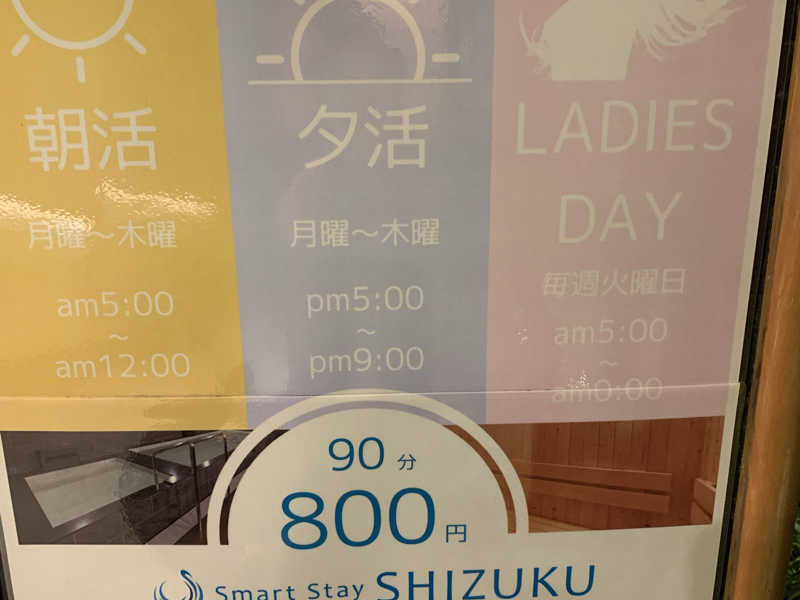 朝活
月曜～木曜
am5:00
～
am12:00
夕活
月曜～木曜
pm5:00
～
pm9:00
LADIES
DAY
毎週火曜日
am5:00
～
am0:00
90分
800円
Smart Stay SHIZUKU